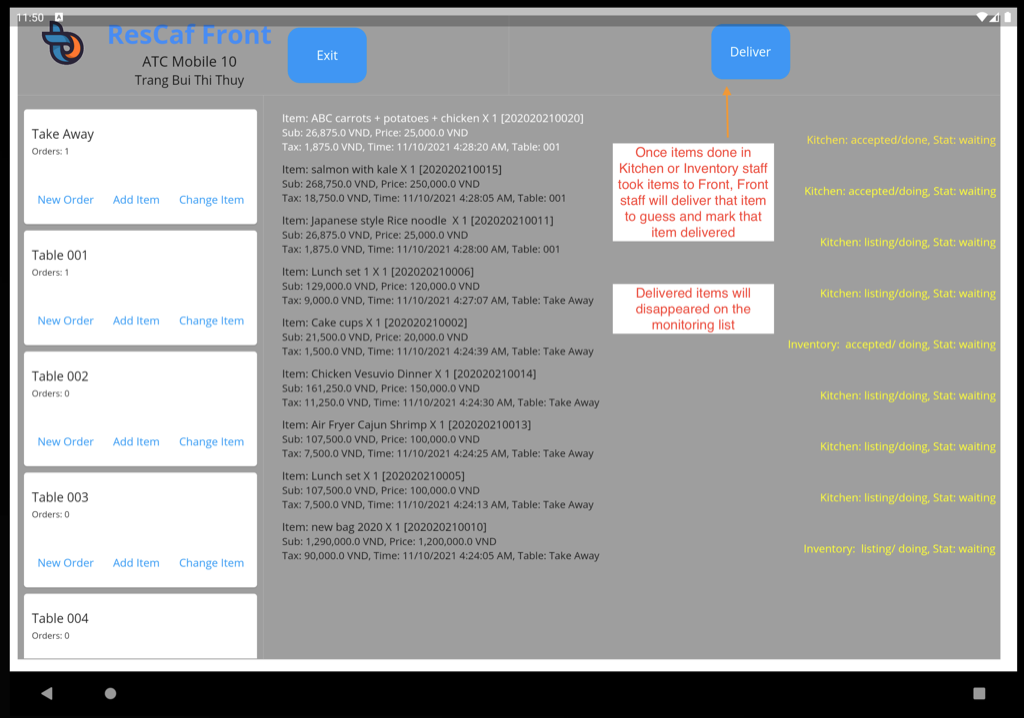 11:50 A
ResCaf Front
ATC Mobile 10
Trang Bui Thi Thuy
Exit
Deliver
Take Away
Orders: 1
New Order Add Item Change Item
Table 001
Orders: 1
New Order Add Item Change Item
Table 002
Orders: 0
New Order Add Item Change Item
Table 003
Orders: 0
New Order Add Item Change Item
Table 004
Orders: 0
Item: ABC carrots + potatoes + chicken X 1 [202020210020]
Sub: 26,875.0 VND, Price: 25,000.0 VND
Tax: 1,875.0 VND, Time: 11/10/2021 4:28:20 AM, Table: 001
Kitchen: accepted/done, Stat: waiting
Item: salmon with kale X 1 [202020210015]
Sub: 268,750.0 VND, Price: 250,000.0 VND
Tax: 18,750.0 VND, Time: 11/10/2021 4:28:05 AM, Table: 001
Kitchen: accepted/doing, Stat: waiting
Item: Japanese style Rice noodle  X 1 [202020210011]
Sub: 26,875.0 VND, Price: 25,000.0 VND
Tax: 1,875.0 VND, Time: 11/10/2021 4:28:00 AM, Table: 001
Kitchen: listing/doing, Stat: waiting
Item: Lunch set 1 X 1 [202020210006]
Sub: 129,000.0 VND, Price: 120,000.0 VND
Tax: 9,000.0 VND, Time: 11/10/2021 4:27:07 AM, Table: Take Away
Kitchen: listing/doing, Stat: waiting
Item: Cake cups X 1 [202020210002]
Sub: 21,500.0 VND, Price: 20,000.0 VND
Tax: 1,500.0 VND, Time: 11/10/2021 4:24:39 AM, Table: Take Away
Inventory:  accepted/ doing, Stat: waiting
Item: Chicken Vesuvio Dinner X 1 [202020210014]
Sub: 161,250.0 VND, Price: 150,000.0 VND
Tax: 11,250.0 VND, Time: 11/10/2021 4:24:30 AM, Table: Take Away
Kitchen: listing/doing, Stat: waiting
Item: Air Fryer Cajun Shrimp X 1 [202020210013]
Sub: 107,500.0 VND, Price: 100,000.0 VND
Tax: 7,500.0 VND, Time: 11/10/2021 4:24:25 AM, Table: Take Away
Kitchen: listing/doing, Stat: waiting
Item: Lunch set X 1 [202020210005]
Sub: 107,500.0 VND, Price: 100,000.0 VND
Tax: 7,500.0 VND, Time: 11/10/2021 4:24:13 AM, Table: Take Away
Kitchen: listing/doing, Stat: waiting
Item: new bag 2020 X 1 [202020210010]
Sub: 1,290,000.0 VND, Price: 1,200,000.0 VND
Tax: 90,000.0 VND, Time: 11/10/2021 4:24:05 AM, Table: Take Away
Inventory:  listing/ doing, Stat: waiting
Once items done in
Kitchen or Inventory staff
took items to Front, Front
staff will deliver that item
to guess and mark that
item delivered
Delivered items will
disappeared on the
monitoring list